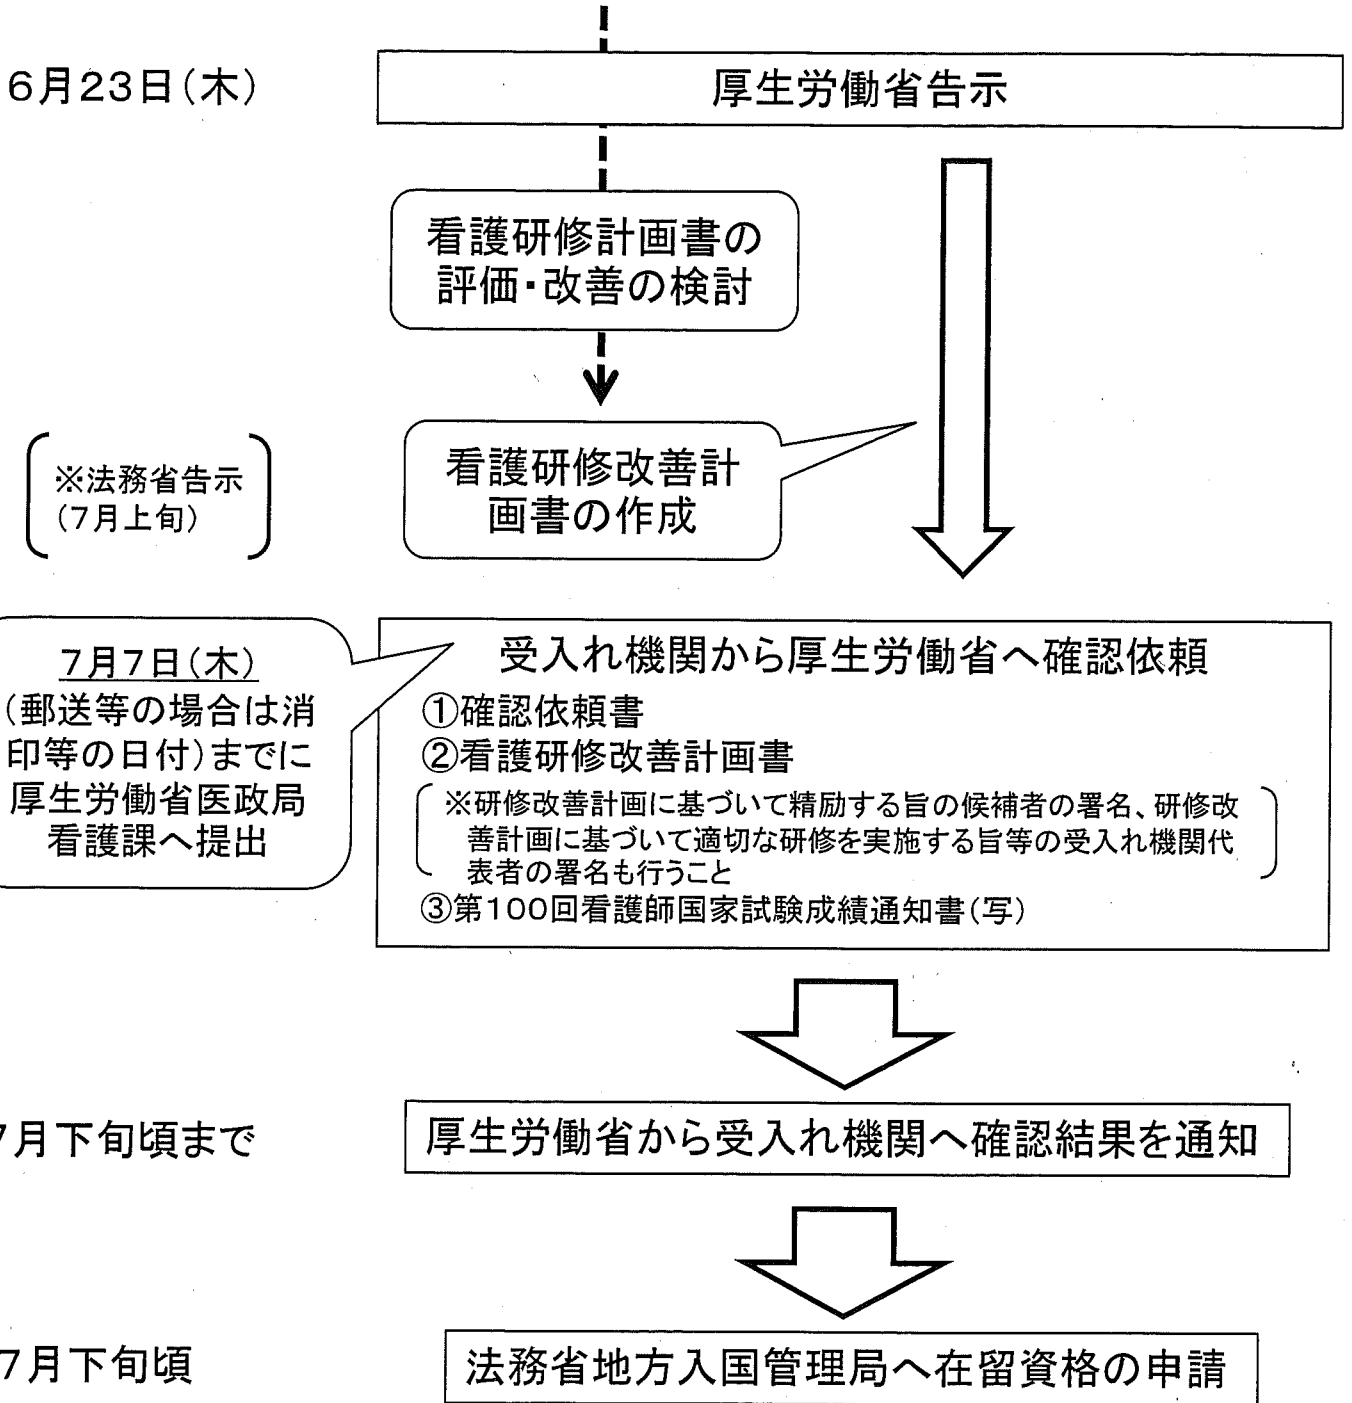 6月23日(木)
厚生労働省告示
看護研修計画書の
評価・改善の検討
※法務省告示
(7月上旬)
看護研修改善計
画書の作成
7月7日(木)
(郵送等の場合は消
印等の日付)までに
厚生労働省医政局
看護課へ提出
受入れ機関から厚生労働省へ確認依頼
①確認依頼書
②看護研修改善計画書
※研修改善計画に基づいて精励する旨の候補者の署名、研修改
善計画に基づいて適切な研修を実施する旨等の受入れ機関代
表者の署名も行うこと
③第100回看護師国家試験成績通知書(写)
7月下旬頃まで
厚生労働省から受入れ機関へ確認結果を通知
7月下旬頃
法務省地方入国管理局へ在留資格の申請